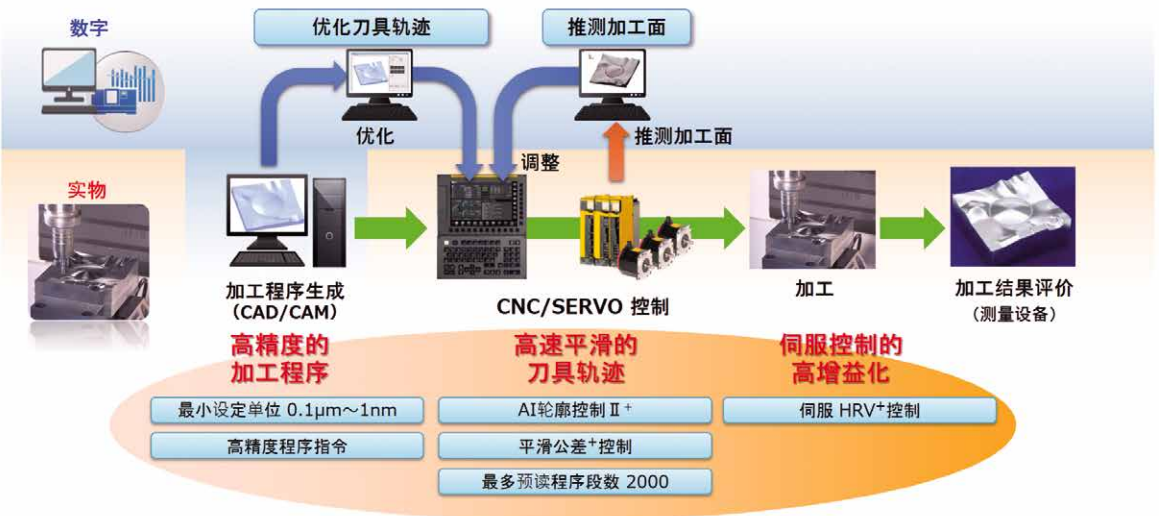 数字
优化刀具轨迹
推测加工面
优化
推测加工面
调整
实物
加工程序生成
（CAD/CAM）
CNC/SERVO 控制
加工
加工结果评价
（测量设备）
高精度的
加工程序
高速平滑的
刀具轨迹
伺服控制的
高增益化
最小设定单位 0.1μm～1nm
AI轮廓控制Ⅱ⁺
伺服 HRV⁺控制
高精度程序指令
平滑公差⁺控制
最多预读程序段数 2000